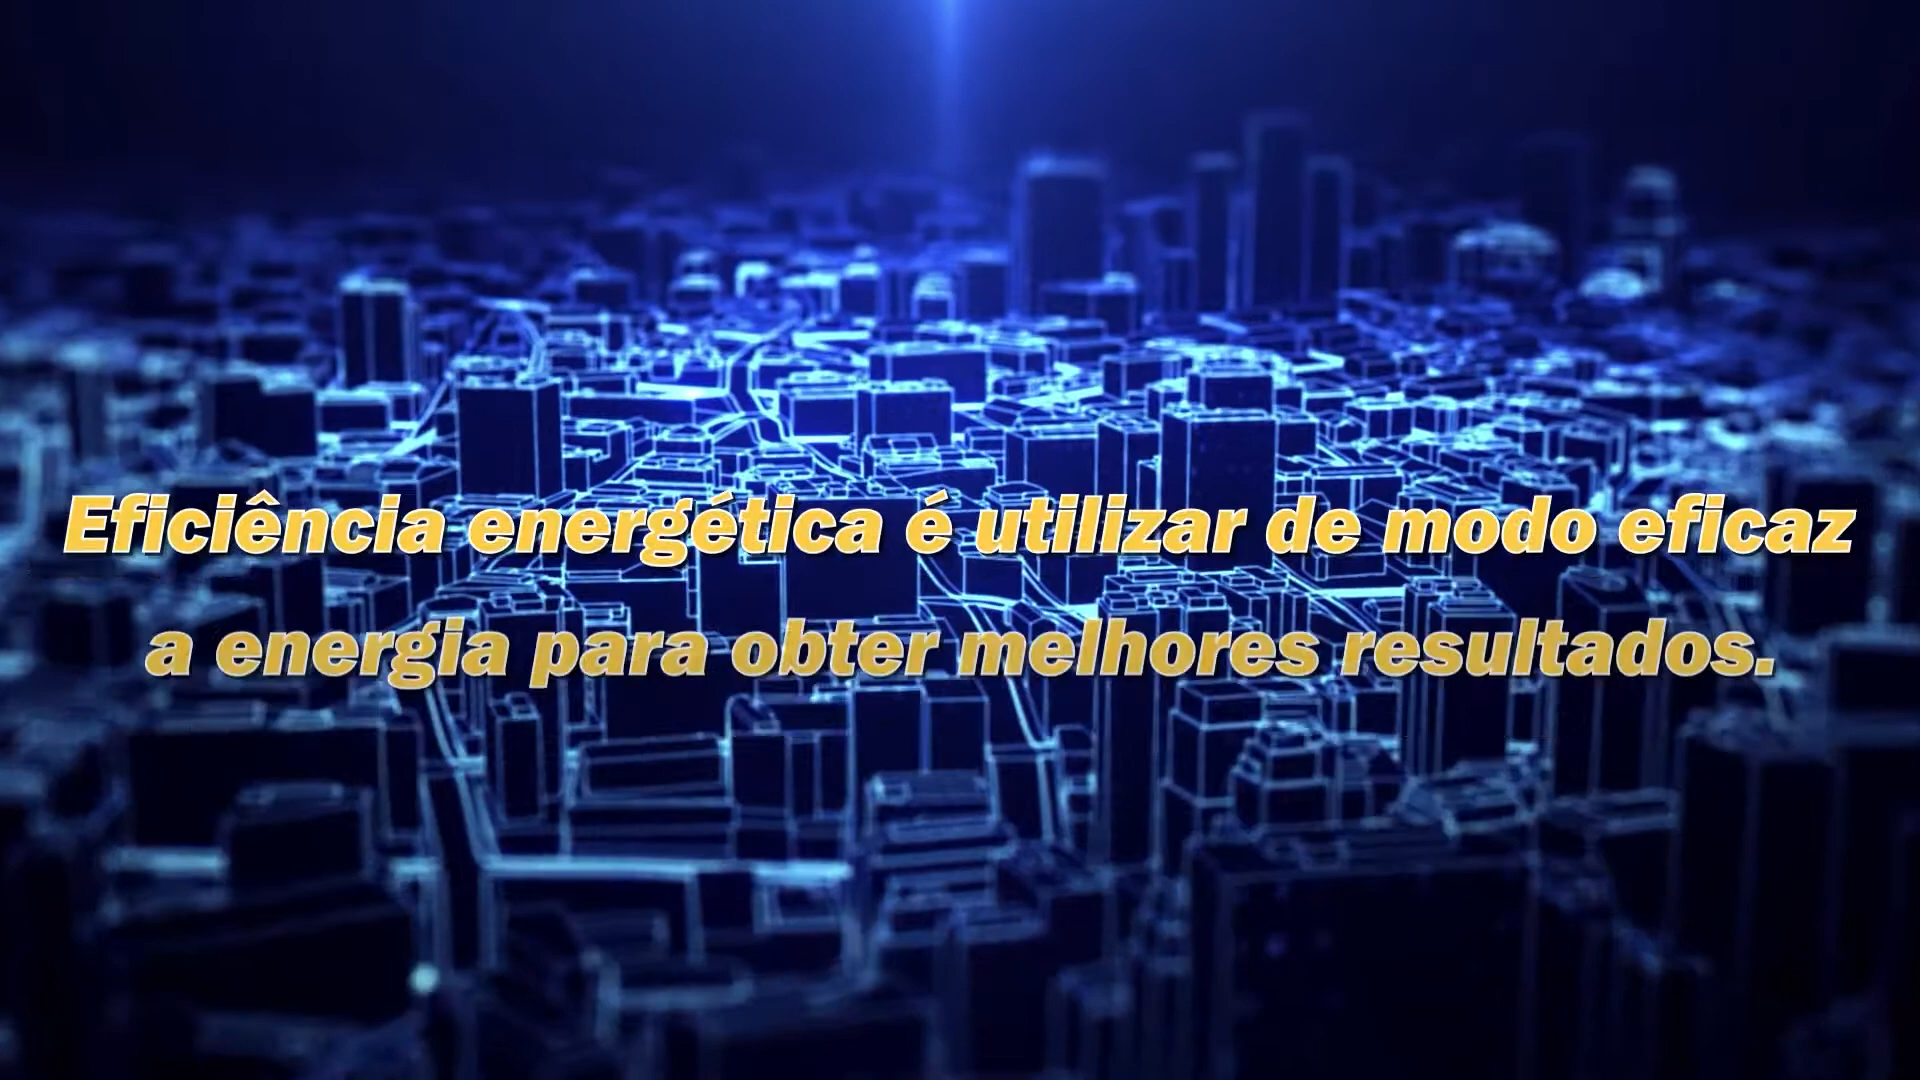 Eficiência energética é utilizar de modo eficaz
a energia para obter melhores resultados.